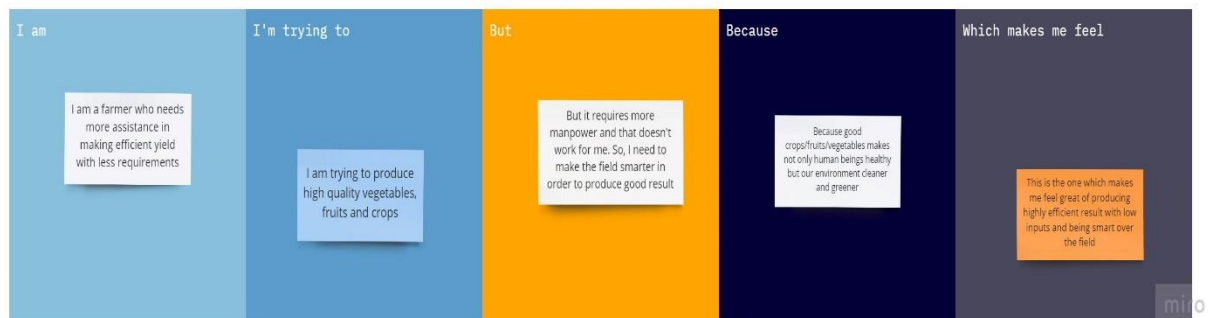 I am
I am a farmer who needs
more assistance in
making efficient yield
with less requirements
I'm trying to
I am trying to produce
high quality vegetables,
fruits and crops
But
But it requires more
manpower and that doesn't
work for me. So, I need to
make the field smarter in
order to produce good result
Because
Because good
crops/fruits/vegetables makes
not only human beings healthy
but our environment cleaner
and greener
Which makes me feel
This is the one which makes
me feel great of producing
highly efficient result with low
inputs and being smart over
the field
miro